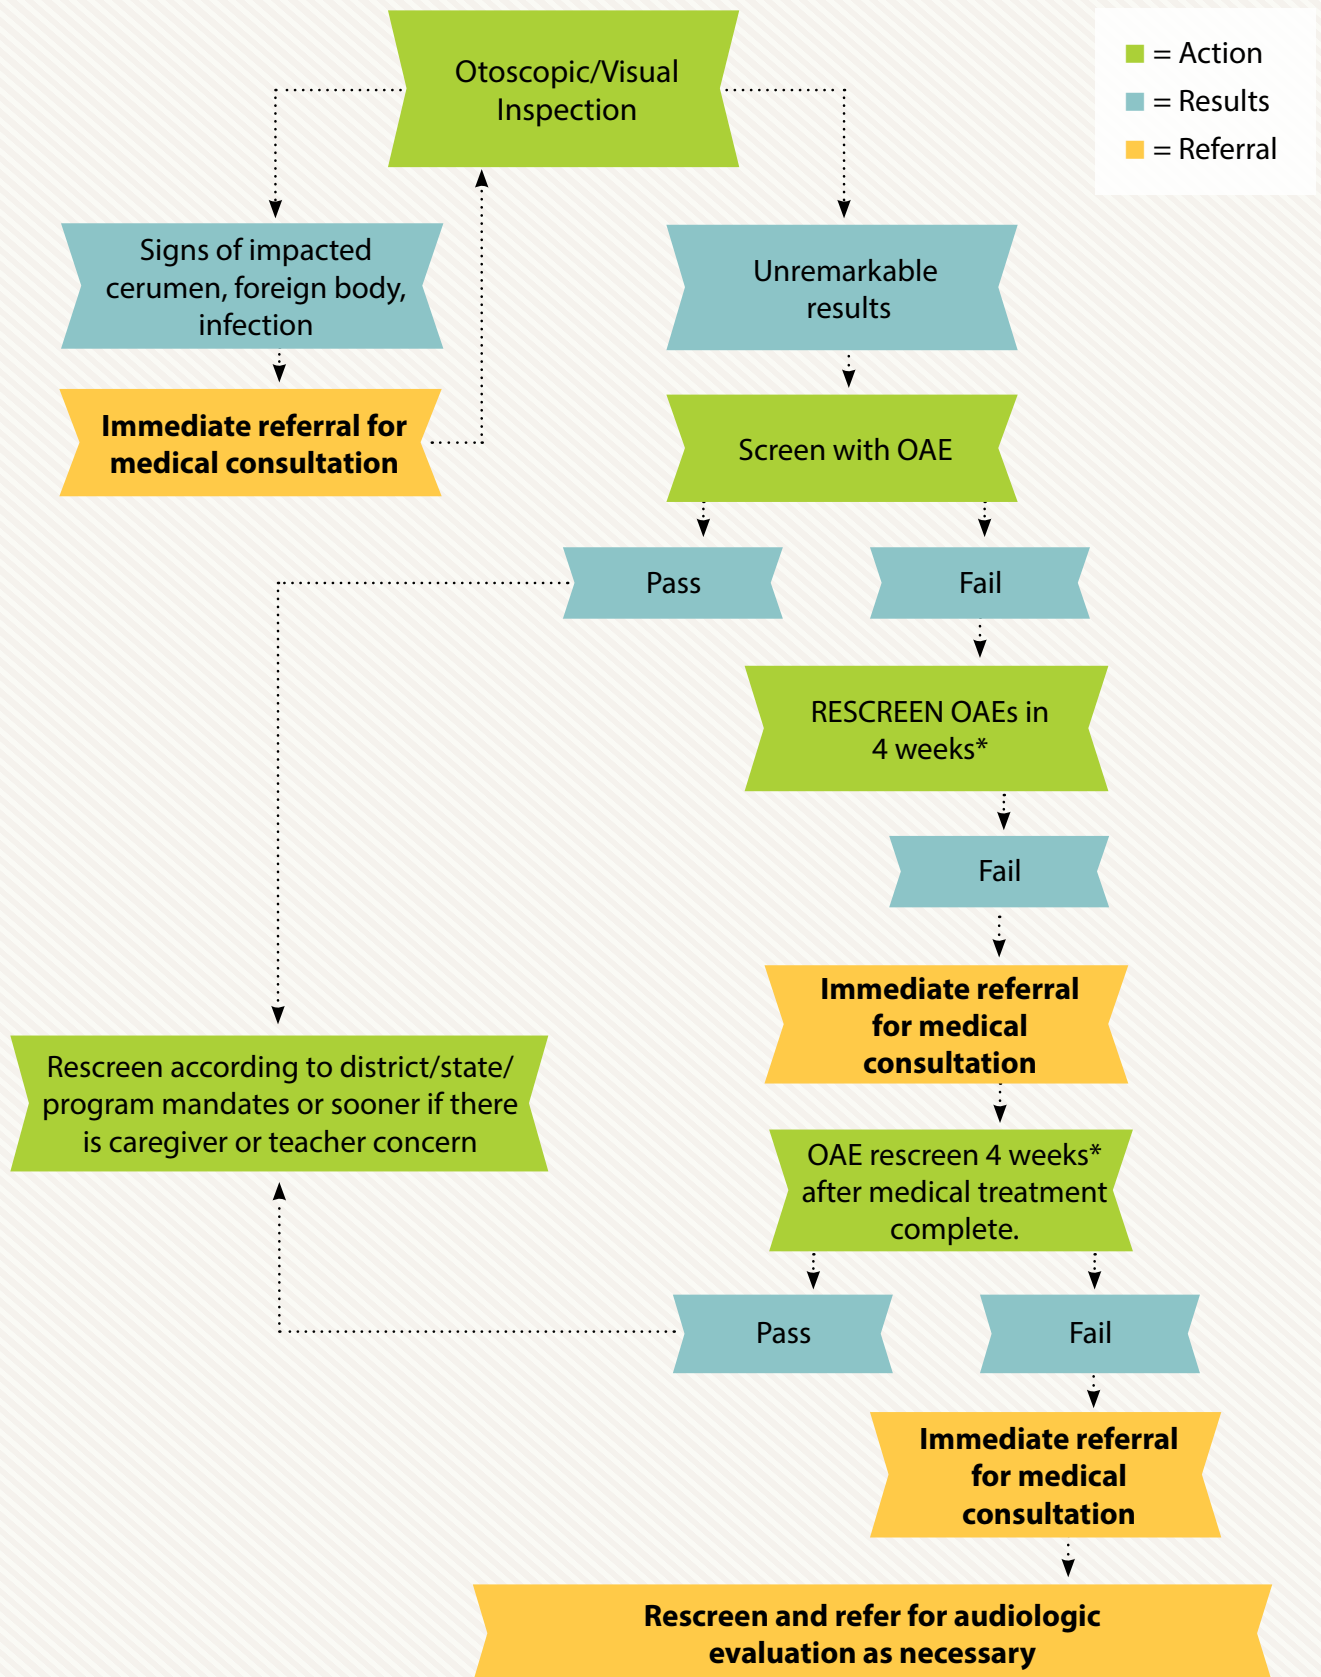 Otoscopic/Visual
Inspection
= Action
= Results
= Referral
Signs of impacted
cerumen, foreign body,
infection
Unremarkable
results
Immediate referral for
medical consultation
Screen with OAE
Pass
Fail
RESCREEN OAEs in
4 weeks*
Fail
Immediate referral
for medical
consultation
Rescreen according to district/state/
program mandates or sooner if there
is caregiver or teacher concern
OAE rescreen 4 weeks*
after medical treatment
complete.
Pass
Fail
Immediate referral
for medical
consultation
Rescreen and refer for audiologic
evaluation as necessary